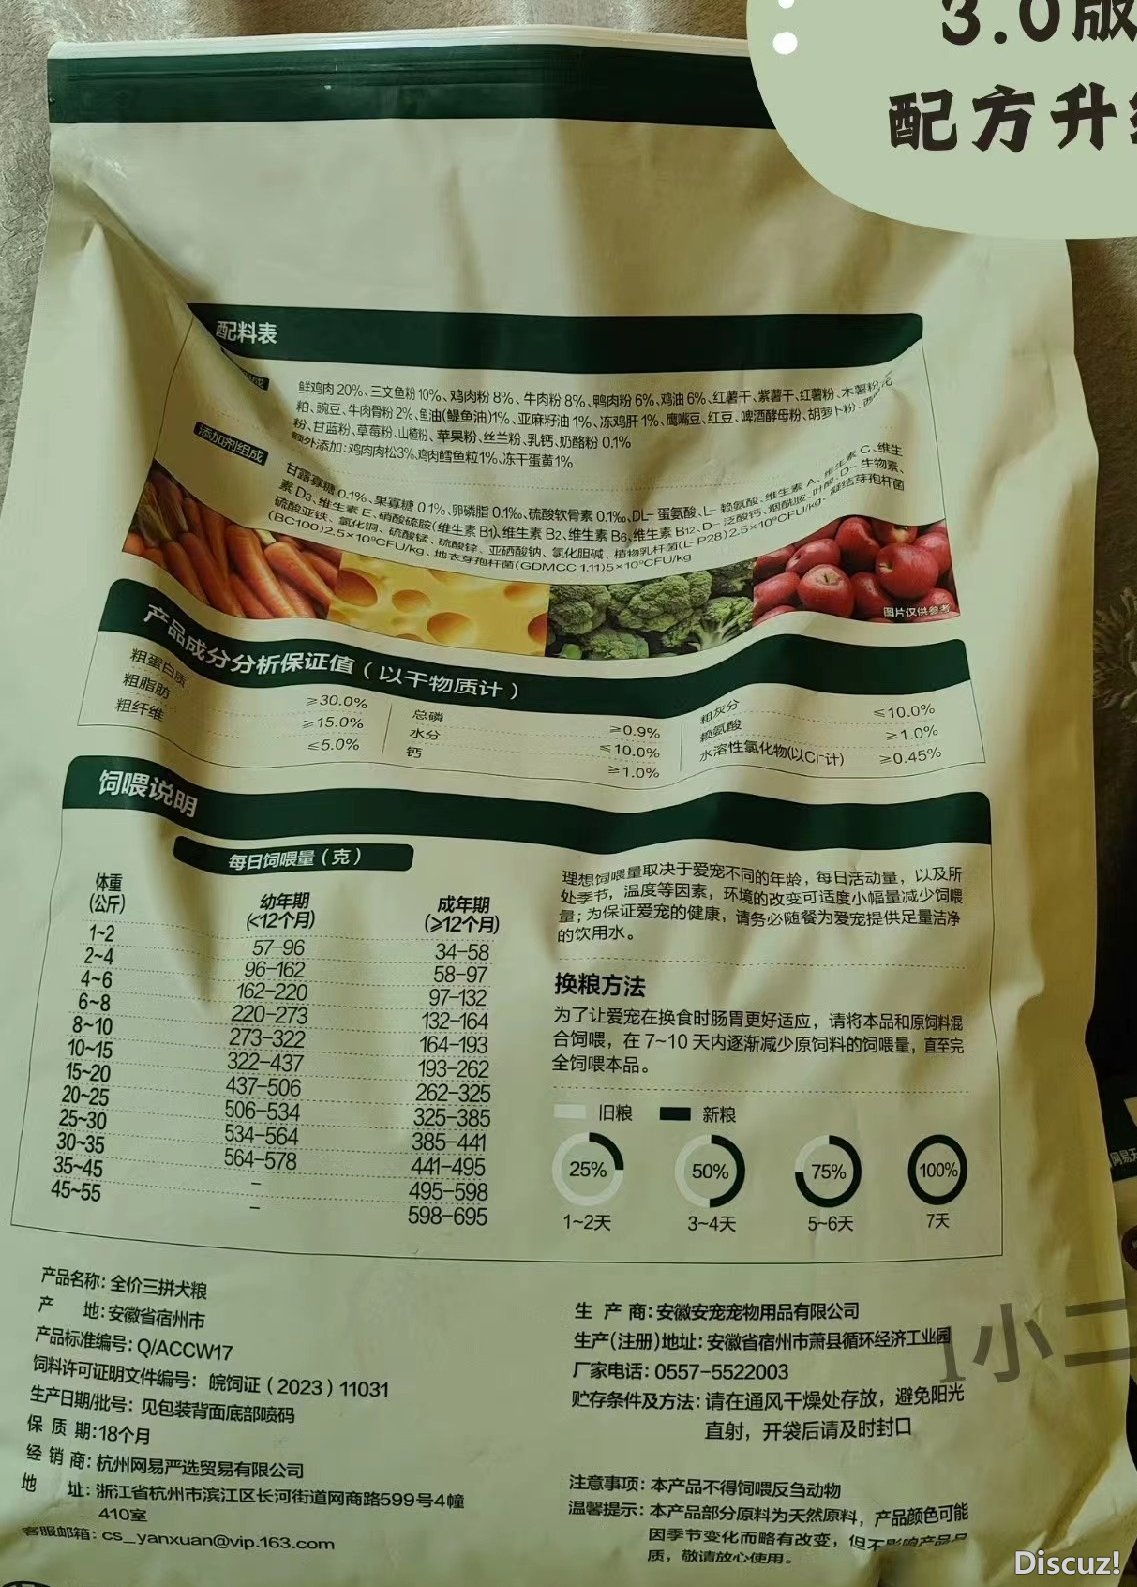 3.0版
配方升级
配料表
鲜鸡肉20%、三文鱼粉10%、鸡肉粉 8%、牛肉粉 8%、鸭肉粉 6%、鸡油 6%、红薯干、紫薯干、红薯粉、木薯粉、
粕、豌豆、牛肉骨粉 2%、鱼油(鳀鱼油)1%、亚麻籽油 1%、冻鸡肝 1%、鹰嘴豆、红豆、啤酒酵母粉、胡萝卜粉、
粉、甘蓝粉、草莓粉、山楂粉、苹果粉、丝兰粉、乳钙、奶酪粉 0.1%
额外添加：鸡肉肉松3%、鸡肉鳕鱼粒1%、冻干蛋黄1%
添加剂组成
甘露寡糖 0.1%、果寡糖 0.1%、卵磷脂 0.1%、硫酸软骨素 0.1‰、DL- 蛋氨酸、L- 赖氨酸、维生素 A、维生素 C、维生
素 D3、维生素 E、硝酸硫胺(维生素 B1)、维生素 B2、维生素 B6、维生素 B12、D- 泛酸钙、烟酰胺、叶酸、D- 生物素、
硫酸亚铁、氯化钠、硫酸锰、硫酸锌、亚硒酸钠、氯化胆碱、植物乳杆菌(L-P28)2.5×10⁹CFU/kg、凝结芽孢杆菌
(BC100)2.5×10⁹CFU/kg、地衣芽孢杆菌(GDMCC 1.11)5×10⁹CFU/kg
图片仅供参考
产品成分分析保证值（以干物质计）
粗蛋白质 ≥30.0% 总磷 ≥0.9% 粗灰分 ≤10.0%
粗脂肪 ≥15.0% 水分 ≤10.0% 赖氨酸 ≥1.0%
粗纤维 ≤5.0% 钙 ≥1.0% 水溶性氯化物(以Cl⁻计) ≥0.45%
饲喂说明
每日饲喂量（克）
体重(公斤) 幼年期(<12个月) 成年期(≥12个月)
1~2 57-96 34-58
2~4 96-162 58-97
4~6 162-220 97-132
6~8 220-273 132-164
8~10 273-322 164-193
10~15 322-437 193-262
15~20 437-506 262-325
20~25 506-534 325-385
25~30 534-564 385-441
30~35 564-578 441-495
35~45 - 495-598
45~55 - 598-695
理想饲喂量取决于爱宠不同的年龄，每日活动量，以及所
处季节，温度等因素，环境的改变可适度小幅量减少饲喂
量；为保证爱宠的健康，请务必随餐为爱宠提供足量洁净
的饮用水。
换粮方法
为了让爱宠在换食时肠胃更好适应，请将本品和原饲料混
合饲喂，在 7~10 天内逐渐减少原饲料的饲喂量，直至完
全饲喂本品。
旧粮 新粮
25% 50% 75% 100%
1~2天 3~4天 5~6天 7天
产品名称：全价三拼犬粮
产 地：安徽省宿州市
产品标准编号：Q/ACCW17
饲料许可证明文件编号：皖饲证（2023）11031
生产日期/批号：见包装背面底部喷码
保 质 期：18个月
经 销 商：杭州网易严选贸易有限公司
地 址：浙江省杭州市滨江区长河街道网商路599号4幢
410室
客服邮箱：cs_yanxuan@vip.163.com
生 产 商：安徽安宠宠物用品有限公司
生产(注册)地址：安徽省宿州市萧县循环经济工业园
厂家电话：0557-5522003
贮存条件及方法：请在通风干燥处存放，避免阳光
直射，开袋后请及时封口
注意事项：本产品不得饲喂反刍动物
温馨提示：本产品部分原料为天然原料，产品颜色可能
因季节变化而略有改变，但不影响产品品
质，敬请放心使用。
小二
Discuz!